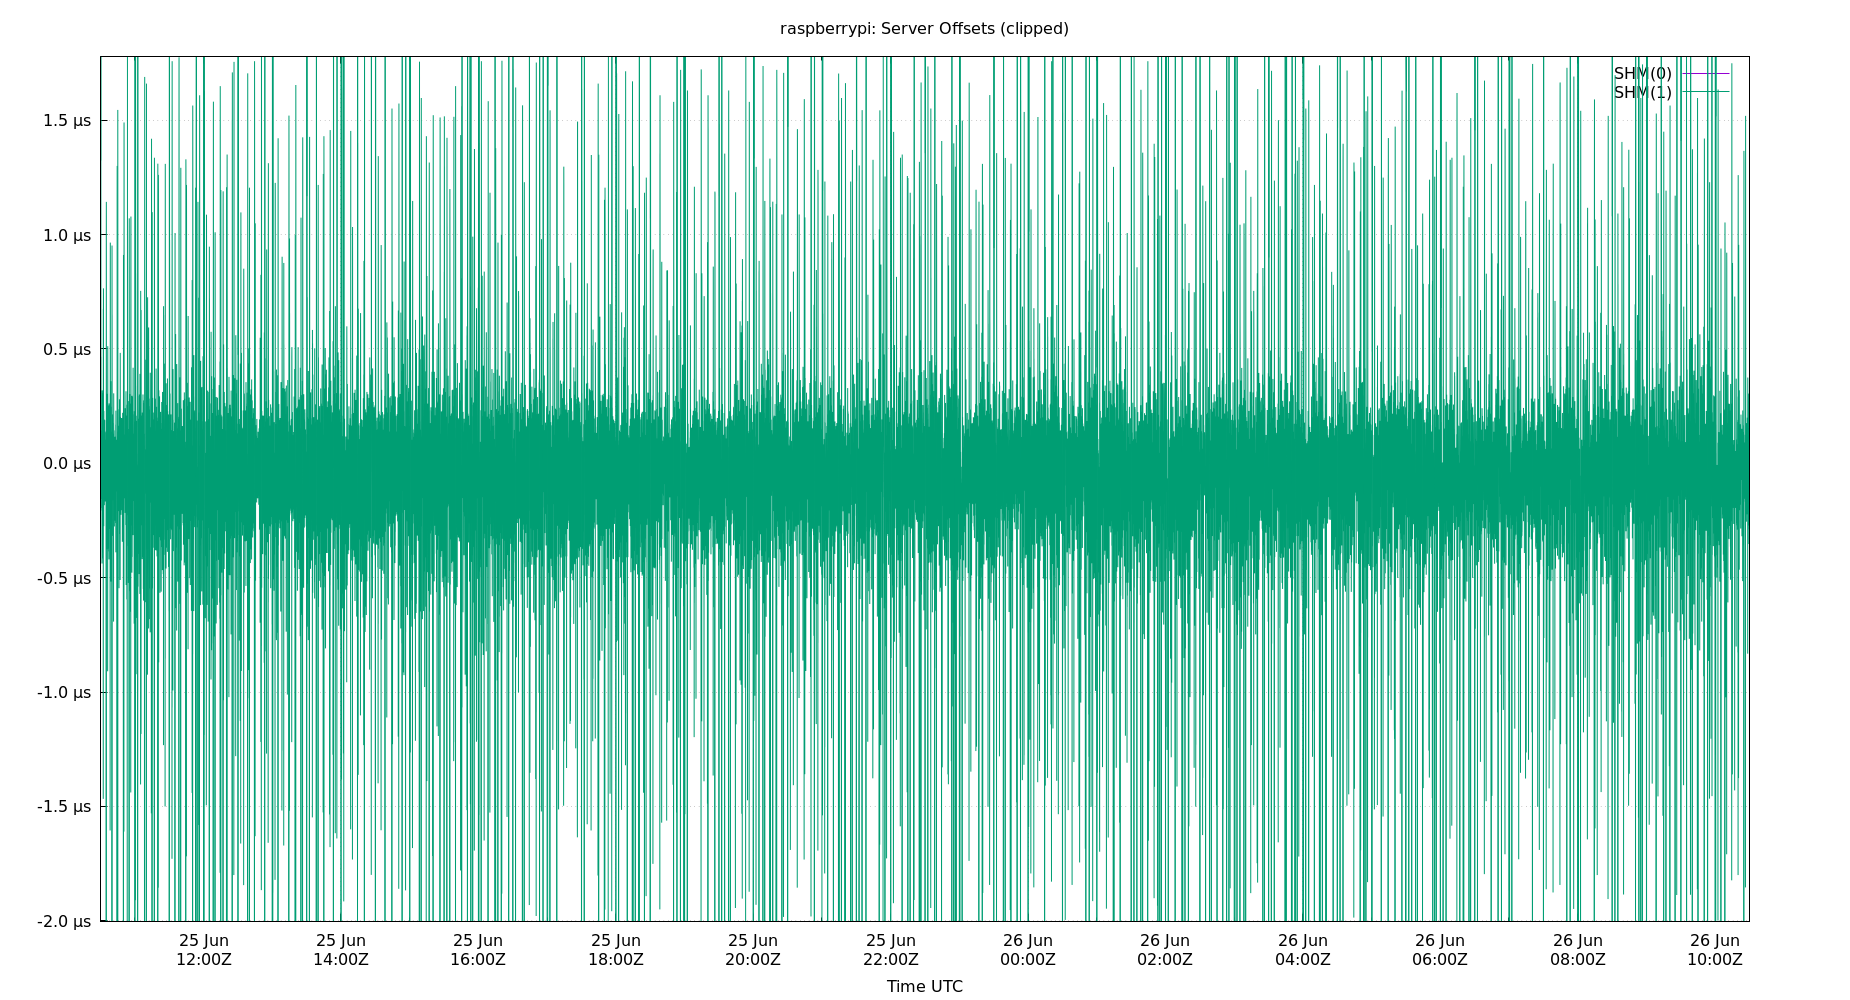 raspberrypi: Server Offsets (clipped)
SHM(0)
SHM(1)
1.5 µs
1.0 µs
0.5 µs
0.0 µs
-0.5 µs
-1.0 µs
-1.5 µs
-2.0 µs
25 Jun 25 Jun 25 Jun 25 Jun 25 Jun 25 Jun 26 Jun 26 Jun 26 Jun 26 Jun 26 Jun 26 Jun
12:00Z 14:00Z 16:00Z 18:00Z 20:00Z 22:00Z 00:00Z 02:00Z 04:00Z 06:00Z 08:00Z 10:00Z
Time UTC